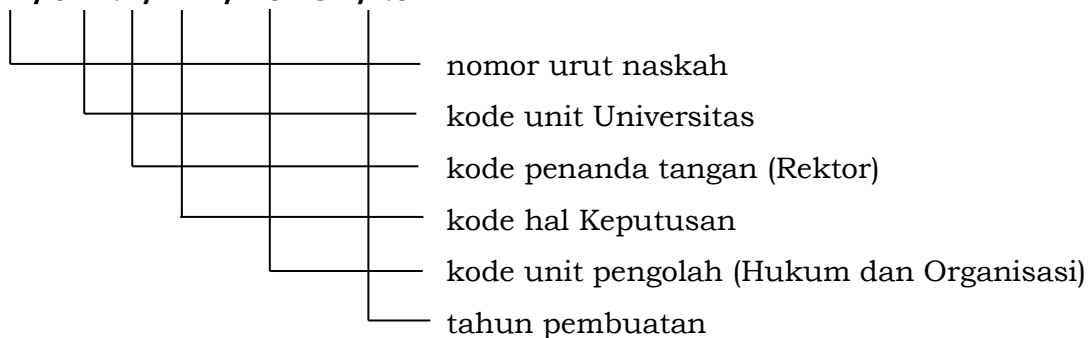 nomor urut naskah
kode unit Universitas
kode penanda tangan (Rektor)
kode hal Keputusan
kode unit pengolah (Hukum dan Organisasi)
tahun pembuatan